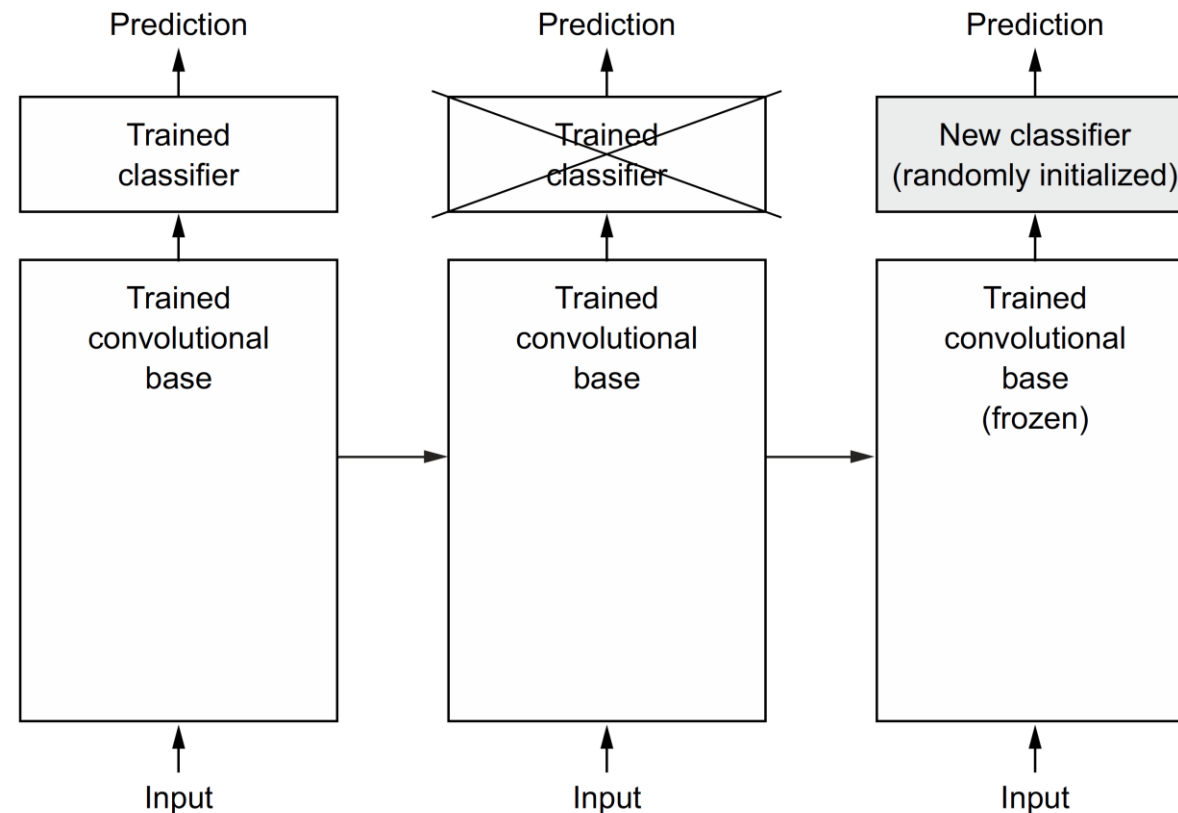 Prediction
Trained
classifier
Trained
convolutional
base
Input
Prediction
Trained
classifier
Trained
convolutional
base
Input
Prediction
New classifier
(randomly initialized)
Trained
convolutional
base
(frozen)
Input